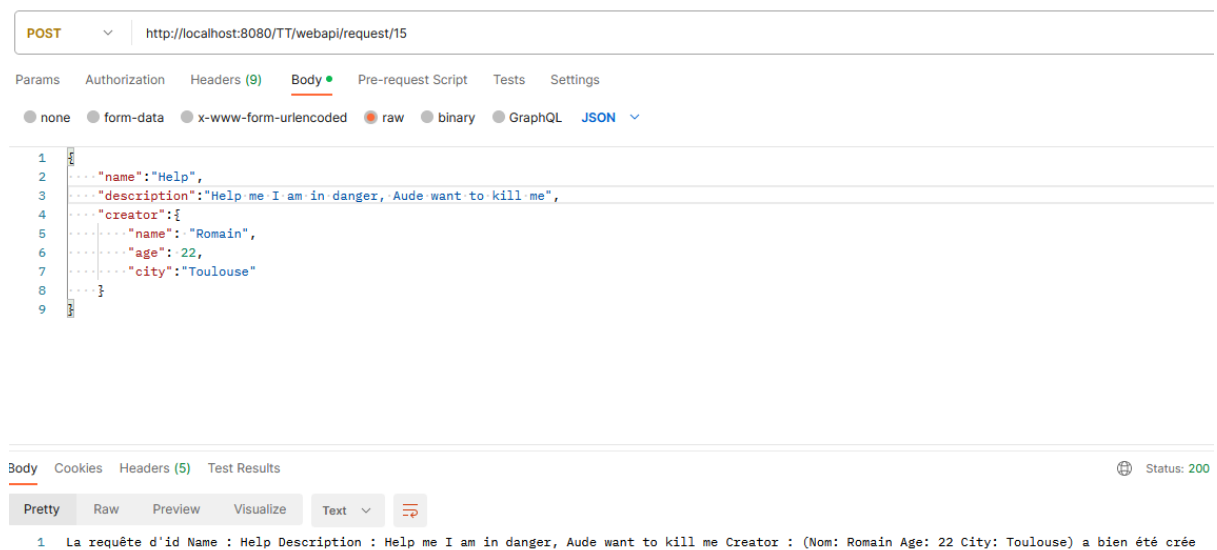 POST http://localhost:8080/TT/webapi/request/15
Params Authorization Headers (9) Body Pre-request Script Tests Settings
none form-data x-www-form-urlencoded raw binary GraphQL JSON
1 {
2 "name":"Help",
3 "description":"Help me I am in danger, Aude want to kill me",
4 "creator":{
5 "name": "Romain",
6 "age": 22,
7 "city":"Toulouse"
8 }
9 }
Body Cookies Headers (5) Test Results Status: 200
Pretty Raw Preview Visualize Text
1 La requête d'id Name : Help Description : Help me I am in danger, Aude want to kill me Creator : (Nom: Romain Age: 22 City: Toulouse) a bien été crée